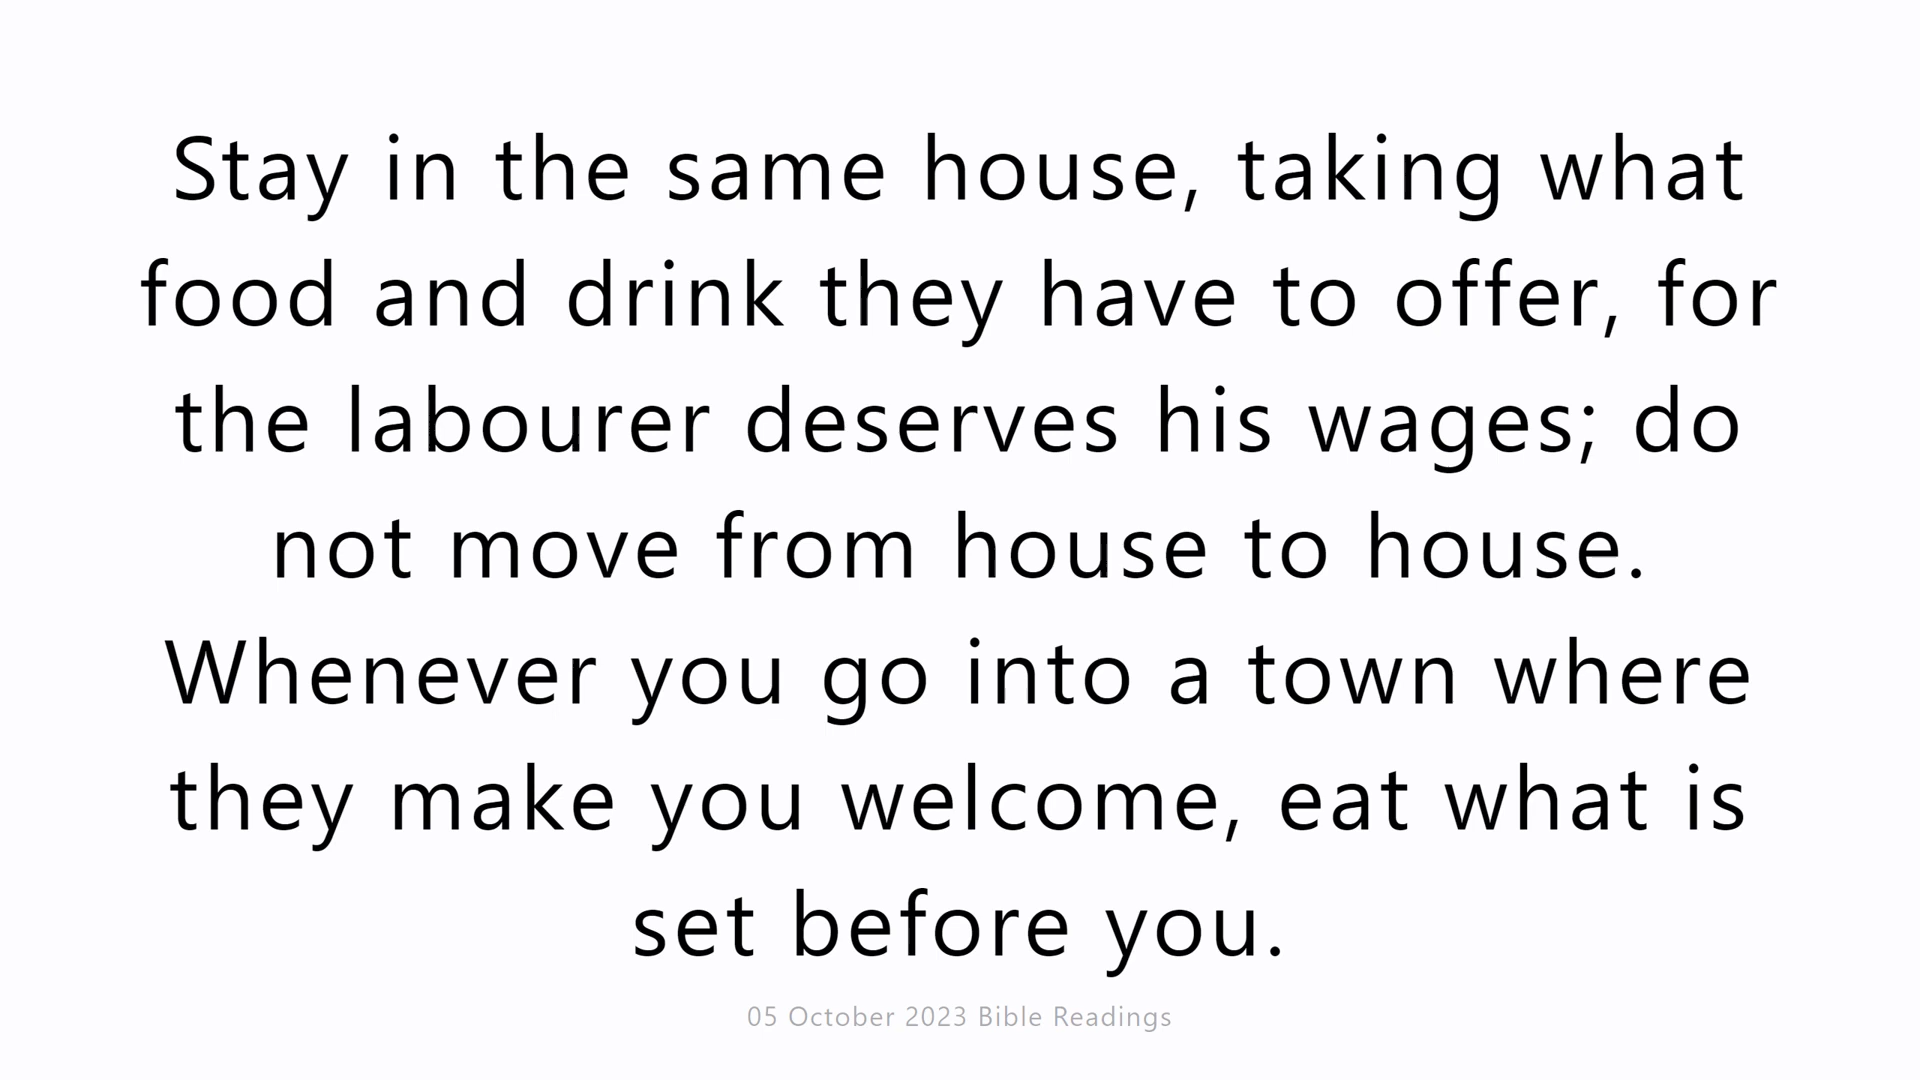 Stay in the same house, taking what
food and drink they have to offer, for
the labourer deserves his wages; do
not move from house to house.
Whenever you go into a town where
they make you welcome, eat what is
set before you.
05 October 2023 Bible Readings